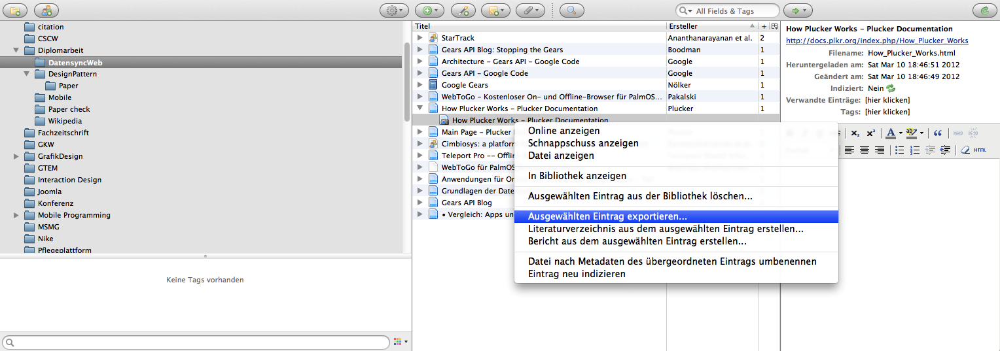 All Fields & Tags
citation
CSCW
Diplomarbeit
DatensyncWeb
DesignPattern
Paper
Mobile
Paper check
Wikipedia
Fachzeitschrift
GKW
GrafikDesign
GTEM
Interaction Design
Joomla
Konferenz
Mobile Programming
MSMG
Nike
Pflegeplattform
Keine Tags vorhanden
Titel Ersteller +
StarTrack Ananthanarayanan et al. 2
Gears API Blog: Stopping the Gears Boodman 1
Architecture – Gears API – Google Code Google 1
Gears API – Google Code Google 1
Google Gears Nölker 1
WebToGo – Kostenloser On- und Offline-Browser für PalmOS... Pakalski 1
How Plucker Works – Plucker Documentation Plucker 1
How Plucker Works – Plucker Documentation
Main Page – Plucker
Cimbiosys: a platform
Teleport Pro -- Offlin
WebToGo für PalmOS
Anwendungen für On
Grundlagen der Date
Gears API Blog
• Vergleich: Apps un
Online anzeigen
Schnappschuss anzeigen
Datei anzeigen
In Bibliothek anzeigen
Ausgewählten Eintrag aus der Bibliothek löschen...
Ausgewählten Eintrag exportieren...
Literaturverzeichnis aus dem ausgewählten Eintrag erstellen...
Bericht aus dem ausgewählten Eintrag erstellen...
Datei nach Metadaten des übergeordneten Eintrags umbenennen
Eintrag neu indizieren
How Plucker Works – Plucker Documentation
http://docs.plkr.org/index.php/How_Plucker_Works
Filename: How_Plucker_Works.html
Heruntergeladen am: Sat Mar 10 18:46:51 2012
Geändert am: Sat Mar 10 18:46:49 2012
Indiziert: Nein
Verwandte Einträge: [hier klicken]
Tags: [hier klicken]
x₂ x² A ab
HTML